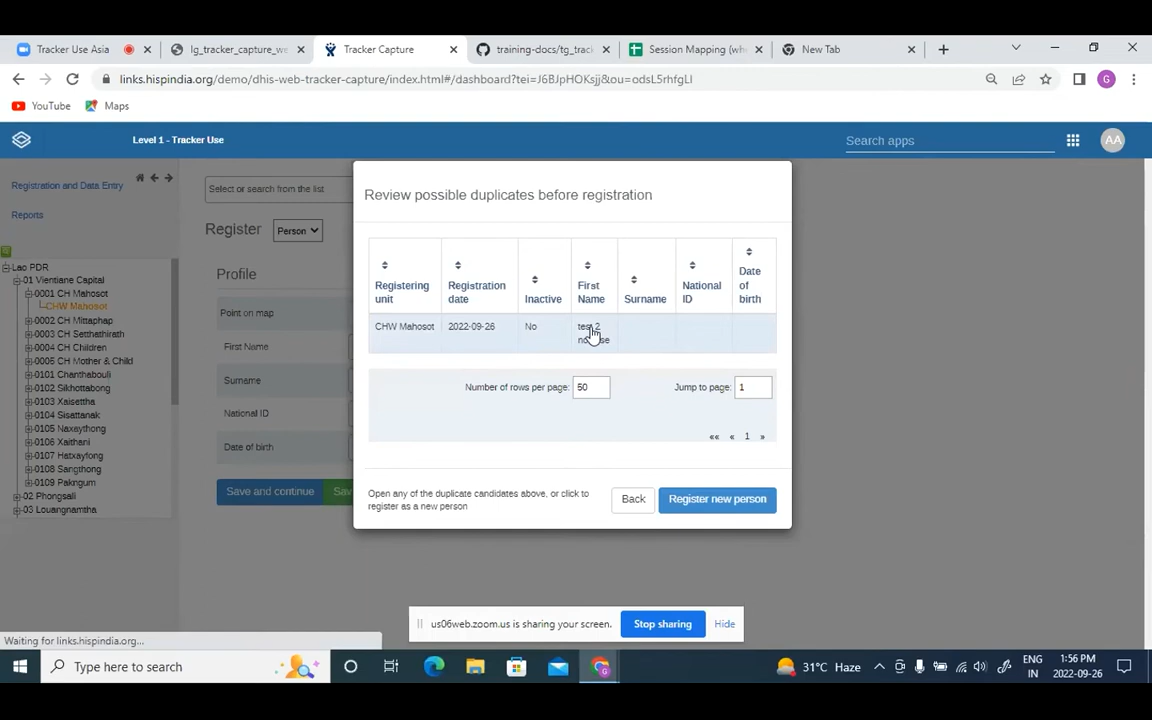 Tracker Use Asia
lg_tracker_capture_we
Tracker Capture
training-docs/tg_track
Session Mapping (wh
New Tab
links.hispindia.org/demo/dhis-web-tracker-capture/index.html#/dashboard?tei=J6BJpHOKsjj&ou=odsL5rhfgLl
G
YouTube
Maps
Level 1 - Tracker Use
Search apps
AA
Registration and Data Entry
Reports
Lao PDR
01 Vientiane Capital
0001 CH Mahosot
CHW Mahosot
0002 CH Mittaphap
0003 CH Setthathirath
0004 CH Children
0006 CH Mother & Child
0101 Chanthabouli
0102 Sikhottabong
0103 Xaisettha
0104 Sisattanak
0105 Naxaythong
0106 Xaithani
0107 Hatxayfong
0108 Sangthong
0109 Pakngum
02 Phongsali
03 Louangnamtha
Select or search from the list
Register
Person
Profile
Point on map
First Name
Surname
National ID
Date of birth
Save and continue
Sav
Review possible duplicates before registration
Registering unit
Registration date
Inactive
First Name
Surname
National ID
Date of birth
CHW Mahosot
2022-09-26
No
Number of rows per page:
50
Jump to page:
1
«« « 1 »
Open any of the duplicate candidates above, or click to
register as a new person
Back
Register new person
us06web.zoom.us is sharing your screen.
Stop sharing
Hide
Waiting for links.hispindia.org...
Type here to search
31°C Haze
ENG
IN
1:56 PM
2022-09-26